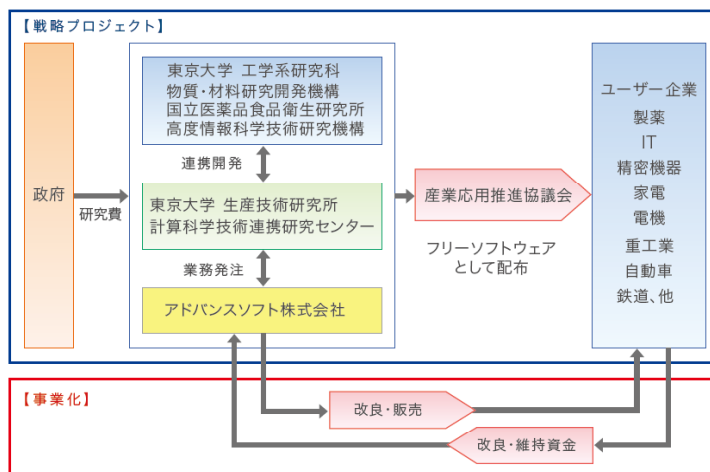 【戦略プロジェクト】
政府
研究費
東京大学 工学系研究科
物質・材料研究開発機構
国立医薬品食品衛生研究所
高度情報科学技術研究機構
連携開発
東京大学 生産技術研究所
計算科学技術連携研究センター
業務発注
アドバンスソフト株式会社
産業応用推進協議会
フリーソフトウェア
として配布
ユーザー企業
製薬
IT
精密機器
家電
電機
重工業
自動車
鉄道、他
【事業化】
改良・販売
改良・維持資金